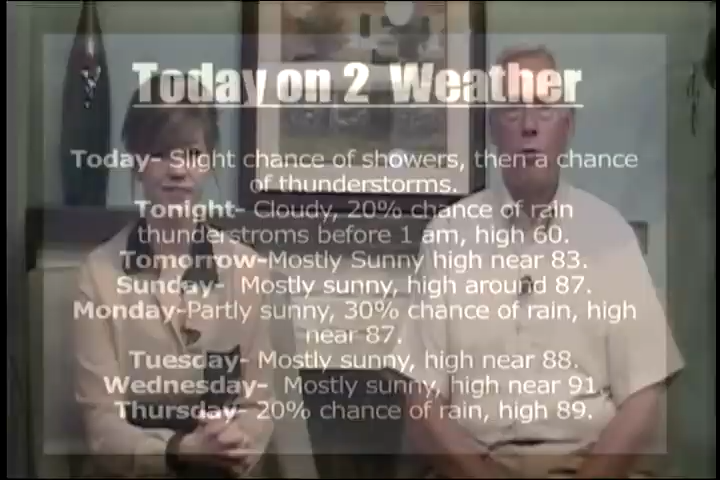 Today on 2 Weather
Today- Slight chance of showers, then a chance
of thunderstorms.
Tonight- Cloudy, 20% chance of rain
thunderstroms before 1 am, high 60.
Tomorrow-Mostly Sunny high near 83.
Sunday- Mostly sunny, high around 87.
Monday-Partly sunny, 30% chance of rain, high
near 87.
Tuesday- Mostly sunny, high near 88.
Wednesday- Mostly sunny, high near 91
Thursday- 20% chance of rain, high 89.